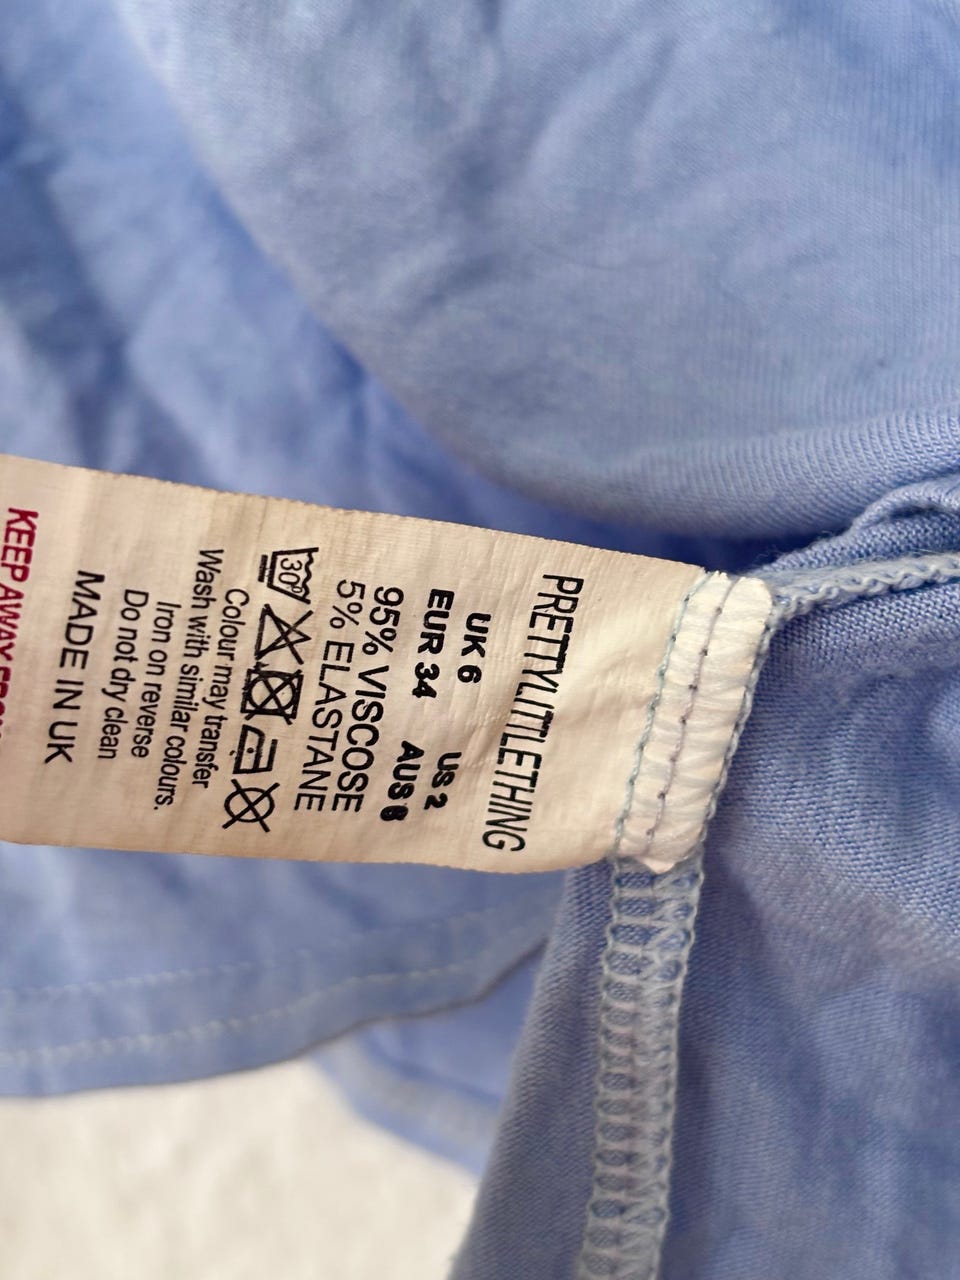 PRETTYLITTLETHING
UK 6 US 2
EUR 34 AUS
95% VISCOSE
5% ELASTANE
30°
Colour may transfer
Wash with similar colours.
Iron on reverse
Do not dry clean
MADE IN UK
KEEP AWAY